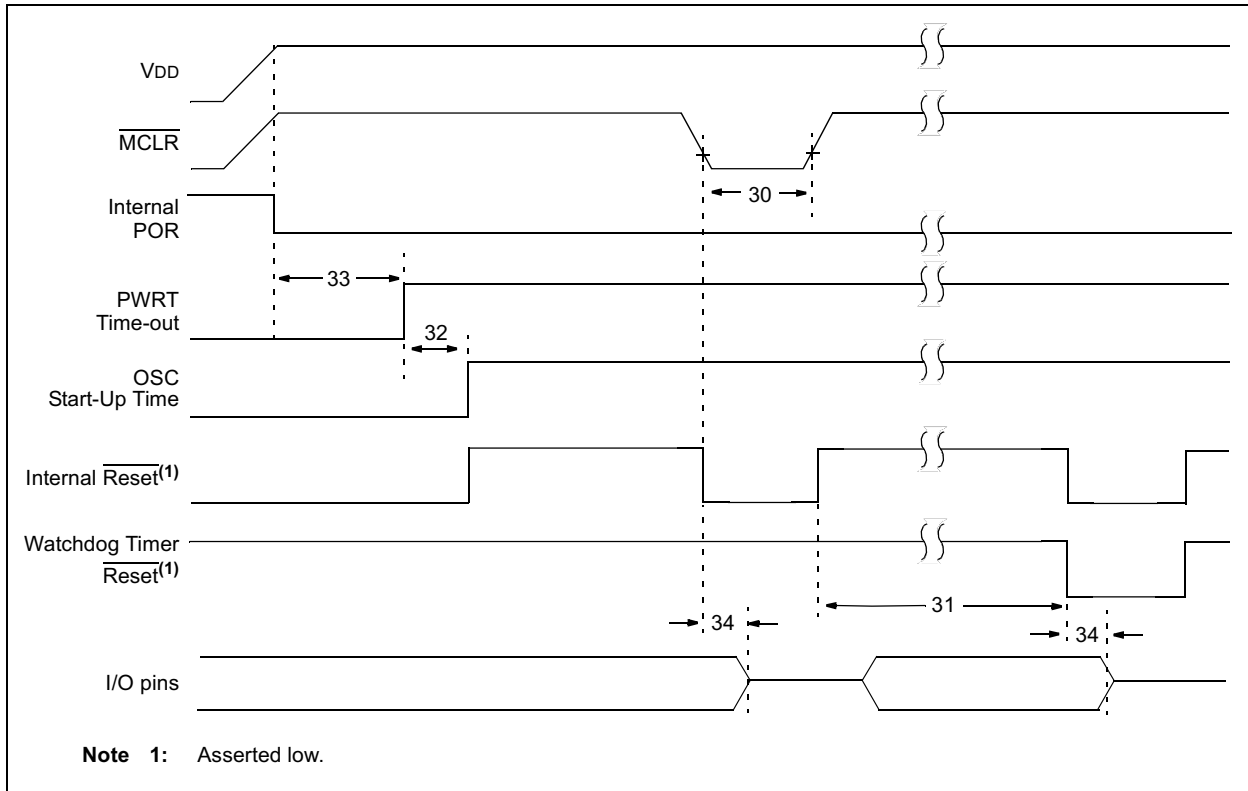 VDD
MCLR
30
Internal
POR
33
PWRT
Time-out
32
OSC
Start-Up Time
Internal Reset(1)
Watchdog Timer
Reset(1)
31
34
34
I/O pins
Note 1: Asserted low.